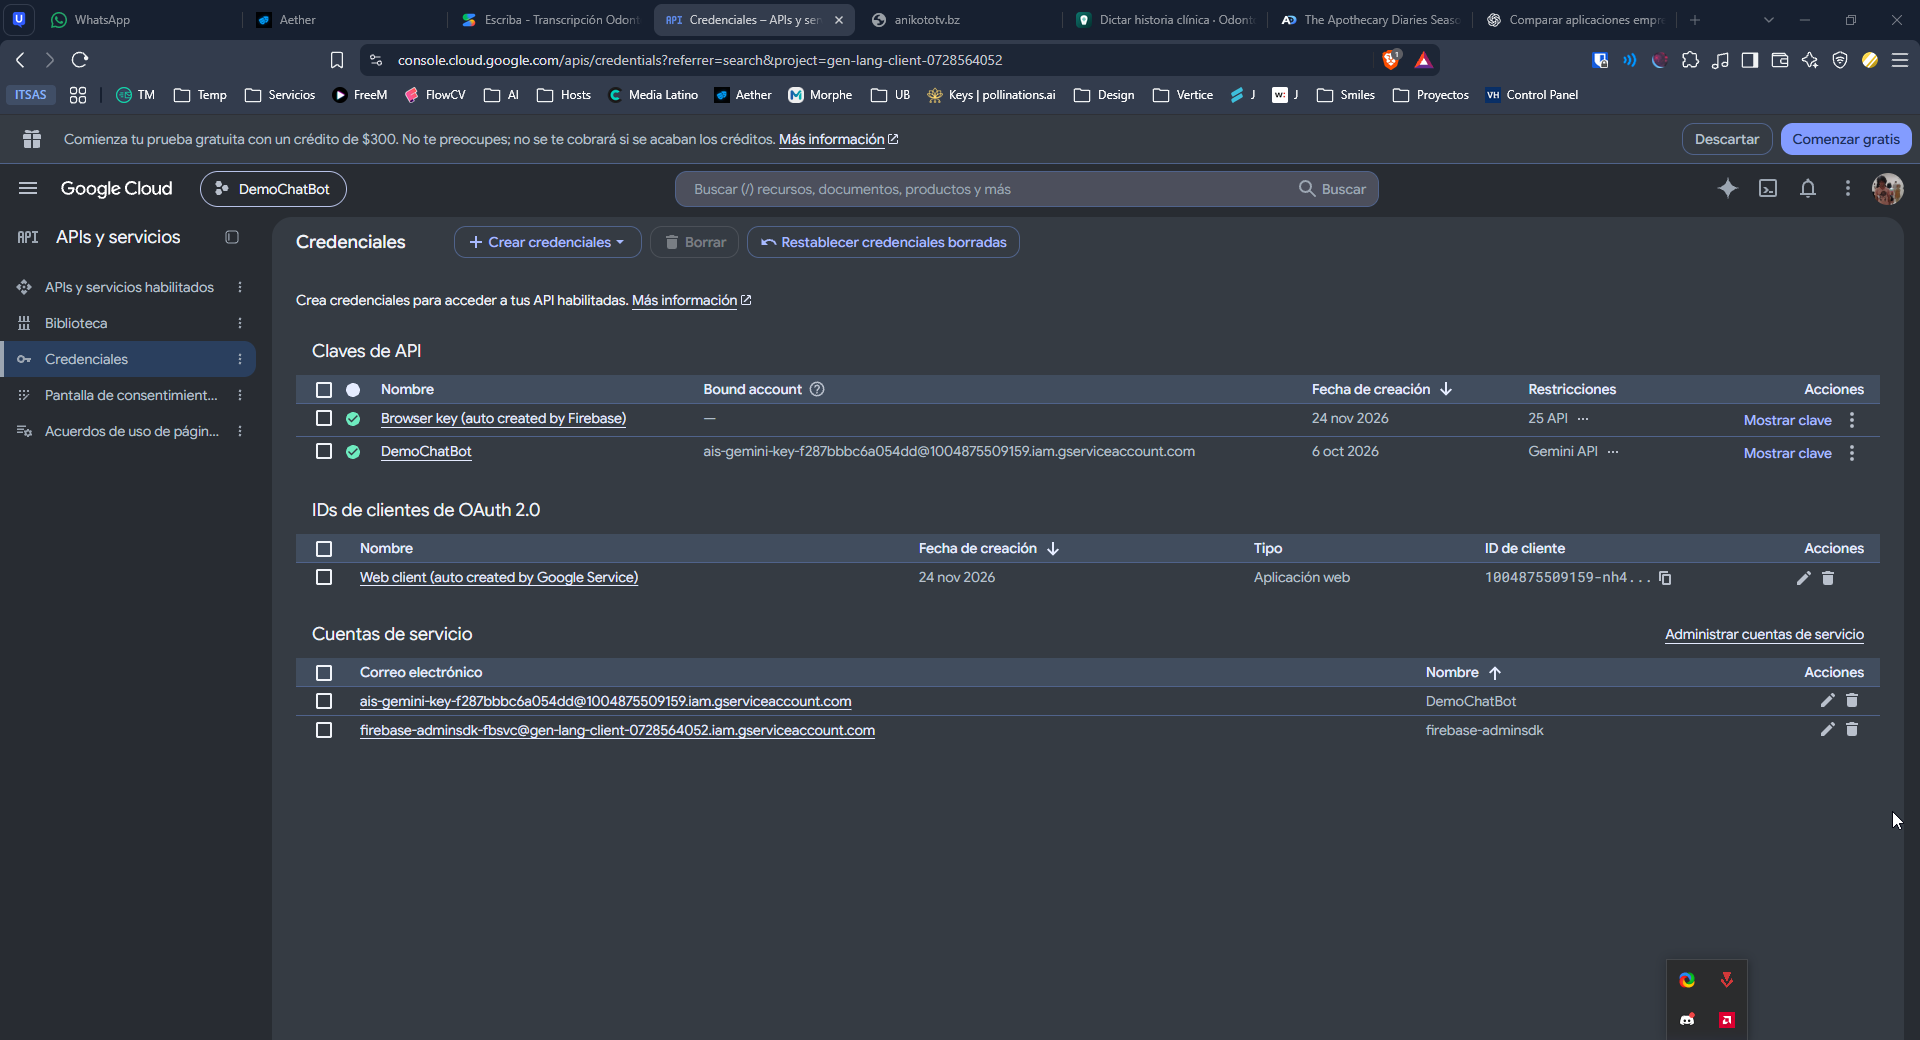 WhatsApp
Aether
Escriba - Transcripción Odont
API Credenciales – APIs y ser
anikototv.bz
Dictar historia clínica · Odont
The Apothecary Diaries Seaso
Comparar aplicaciones empre
console.cloud.google.com/apis/credentials?referrer=search&project=gen-lang-client-0728564052
ITSAS
TM
Temp
Servicios
FreeM
FlowCV
AI
Hosts
Media Latino
Aether
Morphe
UB
Keys | pollinations.ai
Design
Vertice
J
J
Smiles
Proyectos
VH Control Panel
Comienza tu prueba gratuita con un crédito de $300. No te preocupes; no se te cobrará si se acaban los créditos. Más información
Descartar
Comenzar gratis
Google Cloud
DemoChatBot
Buscar (/) recursos, documentos, productos y más
Buscar
API APIs y servicios
APIs y servicios habilitados
Biblioteca
Credenciales
Pantalla de consentimient...
Acuerdos de uso de págin...
Credenciales
Crear credenciales
Borrar
Restablecer credenciales borradas
Crea credenciales para acceder a tus API habilitadas. Más información
Claves de API
Nombre Bound account Fecha de creación Restricciones Acciones
Browser key (auto created by Firebase) — 24 nov 2026 25 API Mostrar clave
DemoChatBot ais-gemini-key-f287bbbc6a054dd@1004875509159.iam.gserviceaccount.com 6 oct 2026 Gemini API Mostrar clave
IDs de clientes de OAuth 2.0
Nombre Fecha de creación Tipo ID de cliente Acciones
Web client (auto created by Google Service) 24 nov 2026 Aplicación web 1004875509159-nh4...
Cuentas de servicio
Administrar cuentas de servicio
Correo electrónico Nombre Acciones
ais-gemini-key-f287bbbc6a054dd@1004875509159.iam.gserviceaccount.com DemoChatBot
firebase-adminsdk-fbsvc@gen-lang-client-0728564052.iam.gserviceaccount.com firebase-adminsdk